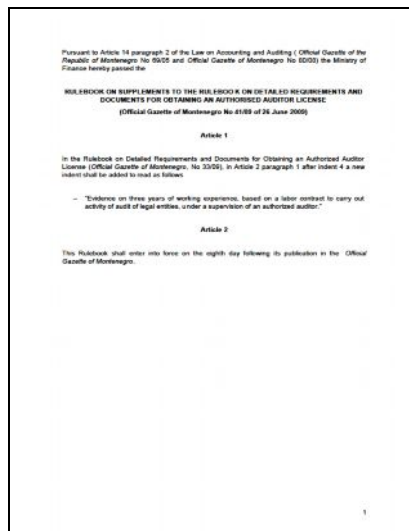 Pursuant to Article 14 paragraph 2 of the Law on Accounting and Auditing ( Official Gazette of the
Republic of Montenegro No 69/05 and Official Gazette of Montenegro No 80/08) the Ministry of
Finance hereby passed the
RULEBOOK ON SUPPLEMENTS TO THE RULEBOOK ON DETAILED REQUIREMENTS AND
DOCUMENTS FOR OBTAINING AN AUTHORISED AUDITOR LICENSE
(Official Gazette of Montenegro No 41/09 of 26 June 2009)
Article 1
In the Rulebook on Detailed Requirements and Documents for Obtaining an Authorized Auditor
License (Official Gazette of Montenegro, No 33/09), in Article 2 paragraph 1 after indent 4 a new
indent shall be added to read as follows
– "Evidence on three years of working experience, based on a labor contract to carry out
activity of audit of legal entities, under a supervision of an authorized auditor."
Article 2
This Rulebook shall enter into force on the eighth day following its publication in the Official
Gazette of Montenegro.
1